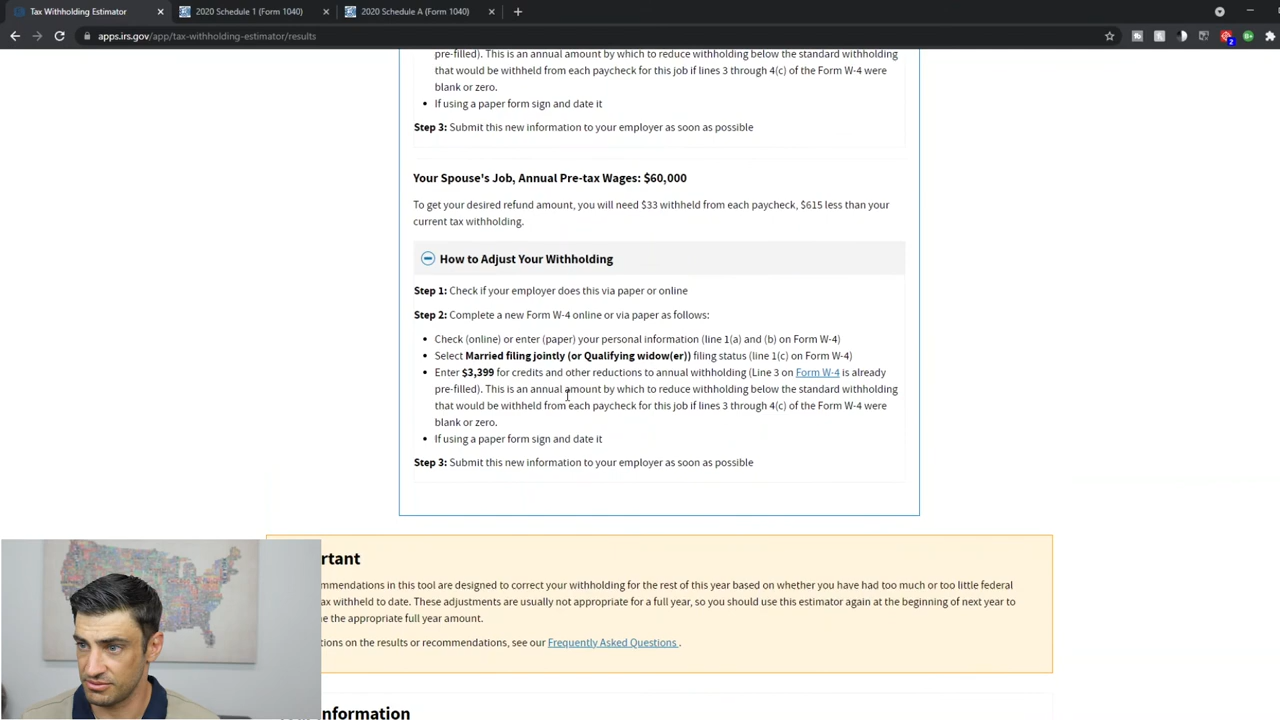 Tax Withholding Estimator
2020 Schedule 1 (Form 1040)
2020 Schedule A (Form 1040)
apps.irs.gov/app/tax-withholding-estimator/results
pre-filled). This is an annual amount by which to reduce withholding below the standard withholding
that would be withheld from each paycheck for this job if lines 3 through 4(c) of the Form W-4 were
blank or zero.
If using a paper form sign and date it
Step 3: Submit this new information to your employer as soon as possible
Your Spouse's Job, Annual Pre-tax Wages: $60,000
To get your desired refund amount, you will need $33 withheld from each paycheck, $615 less than your
current tax withholding.
How to Adjust Your Withholding
Step 1: Check if your employer does this via paper or online
Step 2: Complete a new Form W-4 online or via paper as follows:
Check (online) or enter (paper) your personal information (line 1(a) and (b) on Form W-4)
Select Married filing jointly (or Qualifying widow(er)) filing status (line 1(c) on Form W-4)
Enter $3,399 for credits and other reductions to annual withholding (Line 3 on Form W-4 is already
pre-filled). This is an annual amount by which to reduce withholding below the standard withholding
that would be withheld from each paycheck for this job if lines 3 through 4(c) of the Form W-4 were
blank or zero.
If using a paper form sign and date it
Step 3: Submit this new information to your employer as soon as possible
rtant
mmendations in this tool are designed to correct your withholding for the rest of this year based on whether you have had too much or too little federal
ax withheld to date. These adjustments are usually not appropriate for a full year, so you should use this estimator again at the beginning of next year to
e the appropriate full year amount.
tions on the results or recommendations, see our Frequently Asked Questions .
nformation